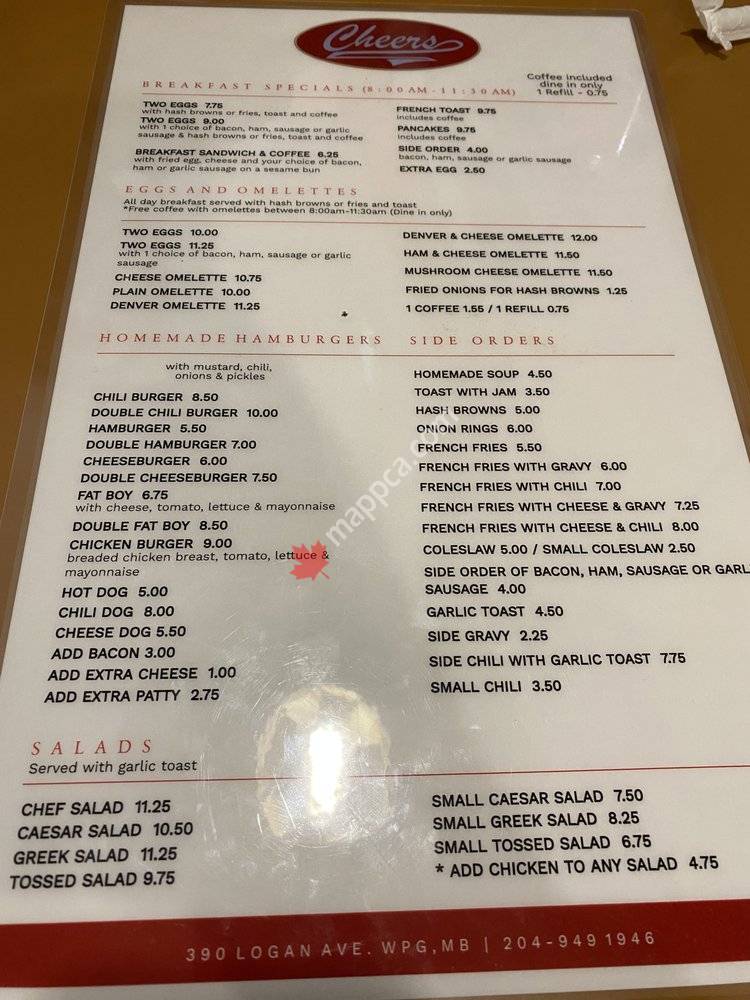 Cheers
BREAKFAST SPECIALS (8:00AM-11:30AM)
Coffee included
dine in only
1 Refill - 0.75
TWO EGGS 7.75
with hash browns or fries, toast and coffee
TWO EGGS 9.00
with 1 choice of bacon, ham, sausage or garlic
sausage & hash browns or fries, toast and coffee
BREAKFAST SANDWICH & COFFEE 6.25
with fried egg, cheese and your choice of bacon,
ham or garlic sausage on a sesame bun
FRENCH TOAST 9.75
includes coffee
PANCAKES 9.75
includes coffee
SIDE ORDER 4.00
bacon, ham, sausage or garlic sausage
EXTRA EGG 2.50
EGGS AND OMELETTES
All day breakfast served with hash browns or fries and toast
*Free coffee with omelettes between 8:00am-11:30am (Dine in only)
TWO EGGS 10.00
TWO EGGS 11.25
with 1 choice of bacon, ham, sausage or garlic
sausage
CHEESE OMELETTE 10.75
PLAIN OMELETTE 10.00
DENVER OMELETTE 11.25
DENVER & CHEESE OMELETTE 12.00
HAM & CHEESE OMELETTE 11.50
MUSHROOM CHEESE OMELETTE 11.50
FRIED ONIONS FOR HASH BROWNS 1.25
1 COFFEE 1.55 / 1 REFILL 0.75
HOMEMADE HAMBURGERS
with mustard, chili,
onions & pickles
CHILI BURGER 8.50
DOUBLE CHILI BURGER 10.00
HAMBURGER 5.50
DOUBLE HAMBURGER 7.00
CHEESEBURGER 6.00
DOUBLE CHEESEBURGER 7.50
FAT BOY 6.75
with cheese, tomato, lettuce & mayonnaise
DOUBLE FAT BOY 8.50
CHICKEN BURGER 9.00
breaded chicken breast, tomato, lettuce &
mayonnaise
HOT DOG 5.00
CHILI DOG 8.00
CHEESE DOG 5.50
ADD BACON 3.00
ADD EXTRA CHEESE 1.00
ADD EXTRA PATTY 2.75
SIDE ORDERS
HOMEMADE SOUP 4.50
TOAST WITH JAM 3.50
HASH BROWNS 5.00
ONION RINGS 6.00
FRENCH FRIES 5.50
FRENCH FRIES WITH GRAVY 6.00
FRENCH FRIES WITH CHILI 7.00
FRENCH FRIES WITH CHEESE & GRAVY 7.25
FRENCH FRIES WITH CHEESE & CHILI 8.00
COLESLAW 5.00 / SMALL COLESLAW 2.50
SIDE ORDER OF BACON, HAM, SAUSAGE OR GARL
SAUSAGE 4.00
GARLIC TOAST 4.50
SIDE GRAVY 2.25
SIDE CHILI WITH GARLIC TOAST 7.75
SMALL CHILI 3.50
mappca.com
SALADS
Served with garlic toast
CHEF SALAD 11.25
CAESAR SALAD 10.50
GREEK SALAD 11.25
TOSSED SALAD 9.75
SMALL CAESAR SALAD 7.50
SMALL GREEK SALAD 8.25
SMALL TOSSED SALAD 6.75
* ADD CHICKEN TO ANY SALAD 4.75
390 LOGAN AVE. WPG,MB | 204-949 1946